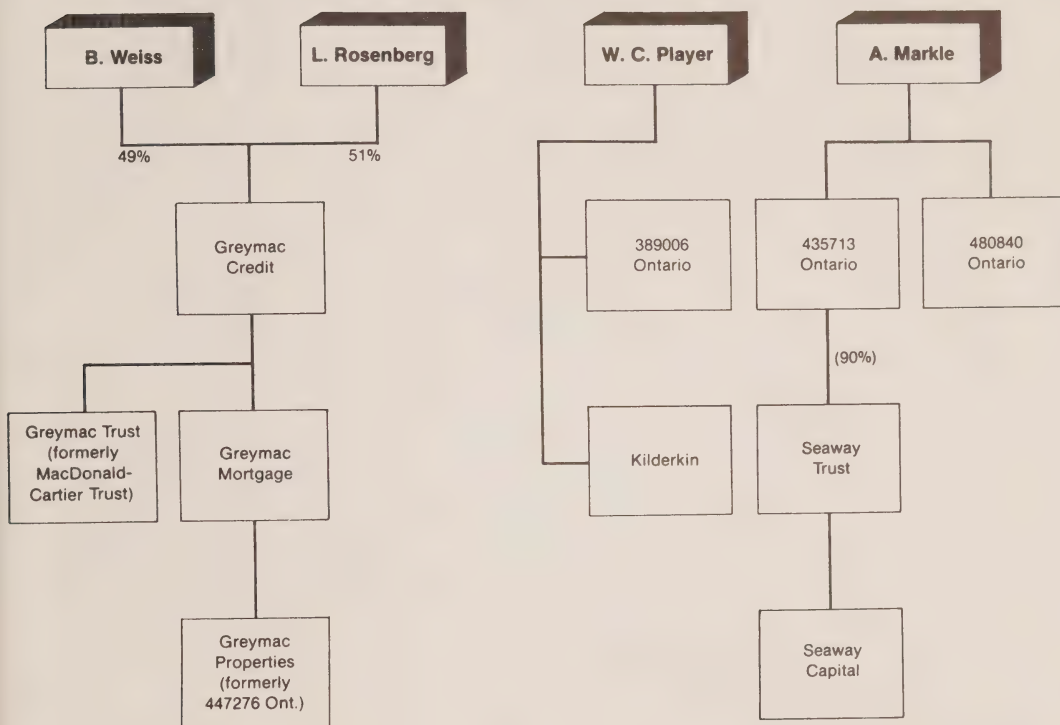 B. Weiss
L. Rosenberg
W. C. Player
A. Markle
49%
51%
Greymac
Credit
389006
Ontario
435713
Ontario
480840
Ontario
(90%)
Greymac Trust
(formerly
MacDonald-
Cartier Trust)
Greymac
Mortgage
Kilderkin
Seaway
Trust
Greymac
Properties
(formerly
447276 Ont.)
Seaway
Capital